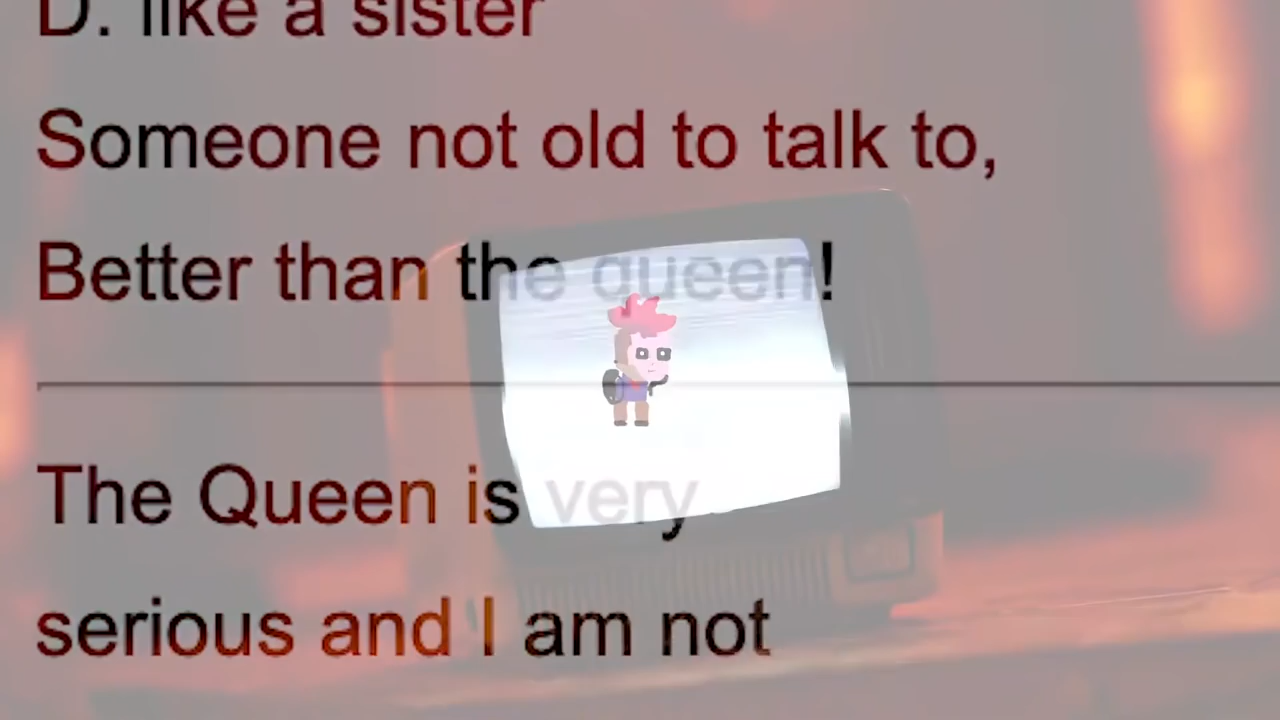 D. like a sister
Someone not old to talk to,
Better than the queen!
The Queen is very
serious and I am not